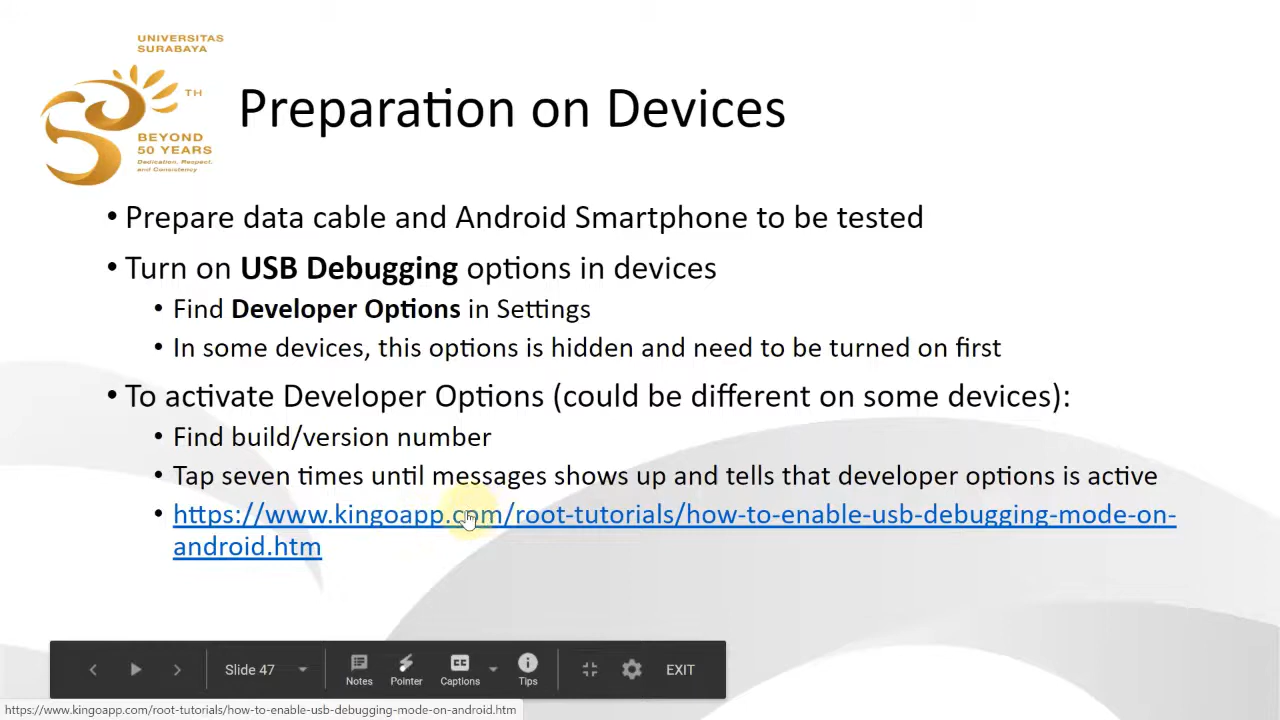 UNIVERSITAS
SURABAYA
TH
BEYOND
50 YEARS
Dedication, Respect,
and Consistency
Preparation on Devices
• Prepare data cable and Android Smartphone to be tested
• Turn on USB Debugging options in devices
• Find Developer Options in Settings
• In some devices, this options is hidden and need to be turned on first
• To activate Developer Options (could be different on some devices):
• Find build/version number
• Tap seven times until messages shows up and tells that developer options is active
• https://www.kingoapp.com/root-tutorials/how-to-enable-usb-debugging-mode-on-
android.htm
Slide 47
Notes
Pointer
CC
Captions
Tips
EXIT
https://www.kingoapp.com/root-tutorials/how-to-enable-usb-debugging-mode-on-android.htm